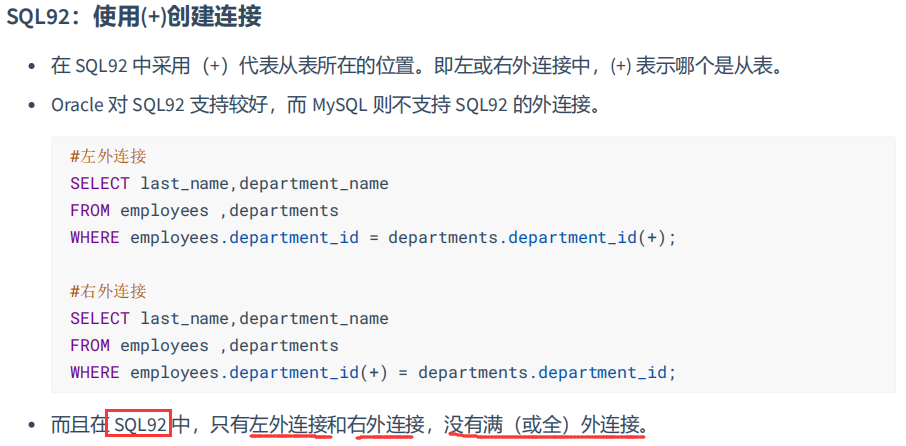 SQL92：使用(+)创建连接
在 SQL92 中采用（+）代表从表所在的位置。即左或右外连接中，(+) 表示哪个是从表。
Oracle 对 SQL92 支持较好，而 MySQL 则不支持 SQL92 的外连接。
#左外连接
SELECT last_name,department_name
FROM employees ,departments
WHERE employees.department_id = departments.department_id(+);
#右外连接
SELECT last_name,department_name
FROM employees ,departments
WHERE employees.department_id(+) = departments.department_id;
而且在 SQL92 中，只有左外连接和右外连接，没有满（或全）外连接。